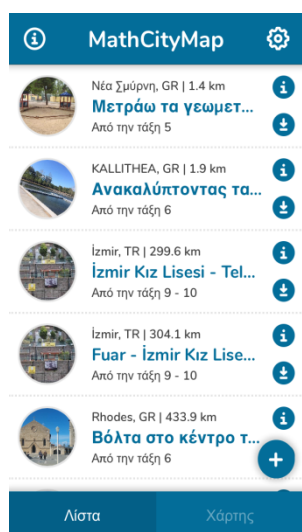 MathCityMap
Νέα Σμύρνη, GR | 1.4 km
Μετράω τα γεωμετ...
Από την τάξη 5
KALLITHEA, GR | 1.9 km
Ανακαλύπτοντας τα...
Από την τάξη 6
İzmir, TR | 299.6 km
İzmir Kız Lisesi - Tel...
Από την τάξη 9 - 10
İzmir, TR | 304.1 km
Fuar - İzmir Kız Lise...
Από την τάξη 9 - 10
Rhodes, GR | 433.9 km
Βόλτα στο κέντρο τ...
Από την τάξη 6
Λίστα
Χάρτης